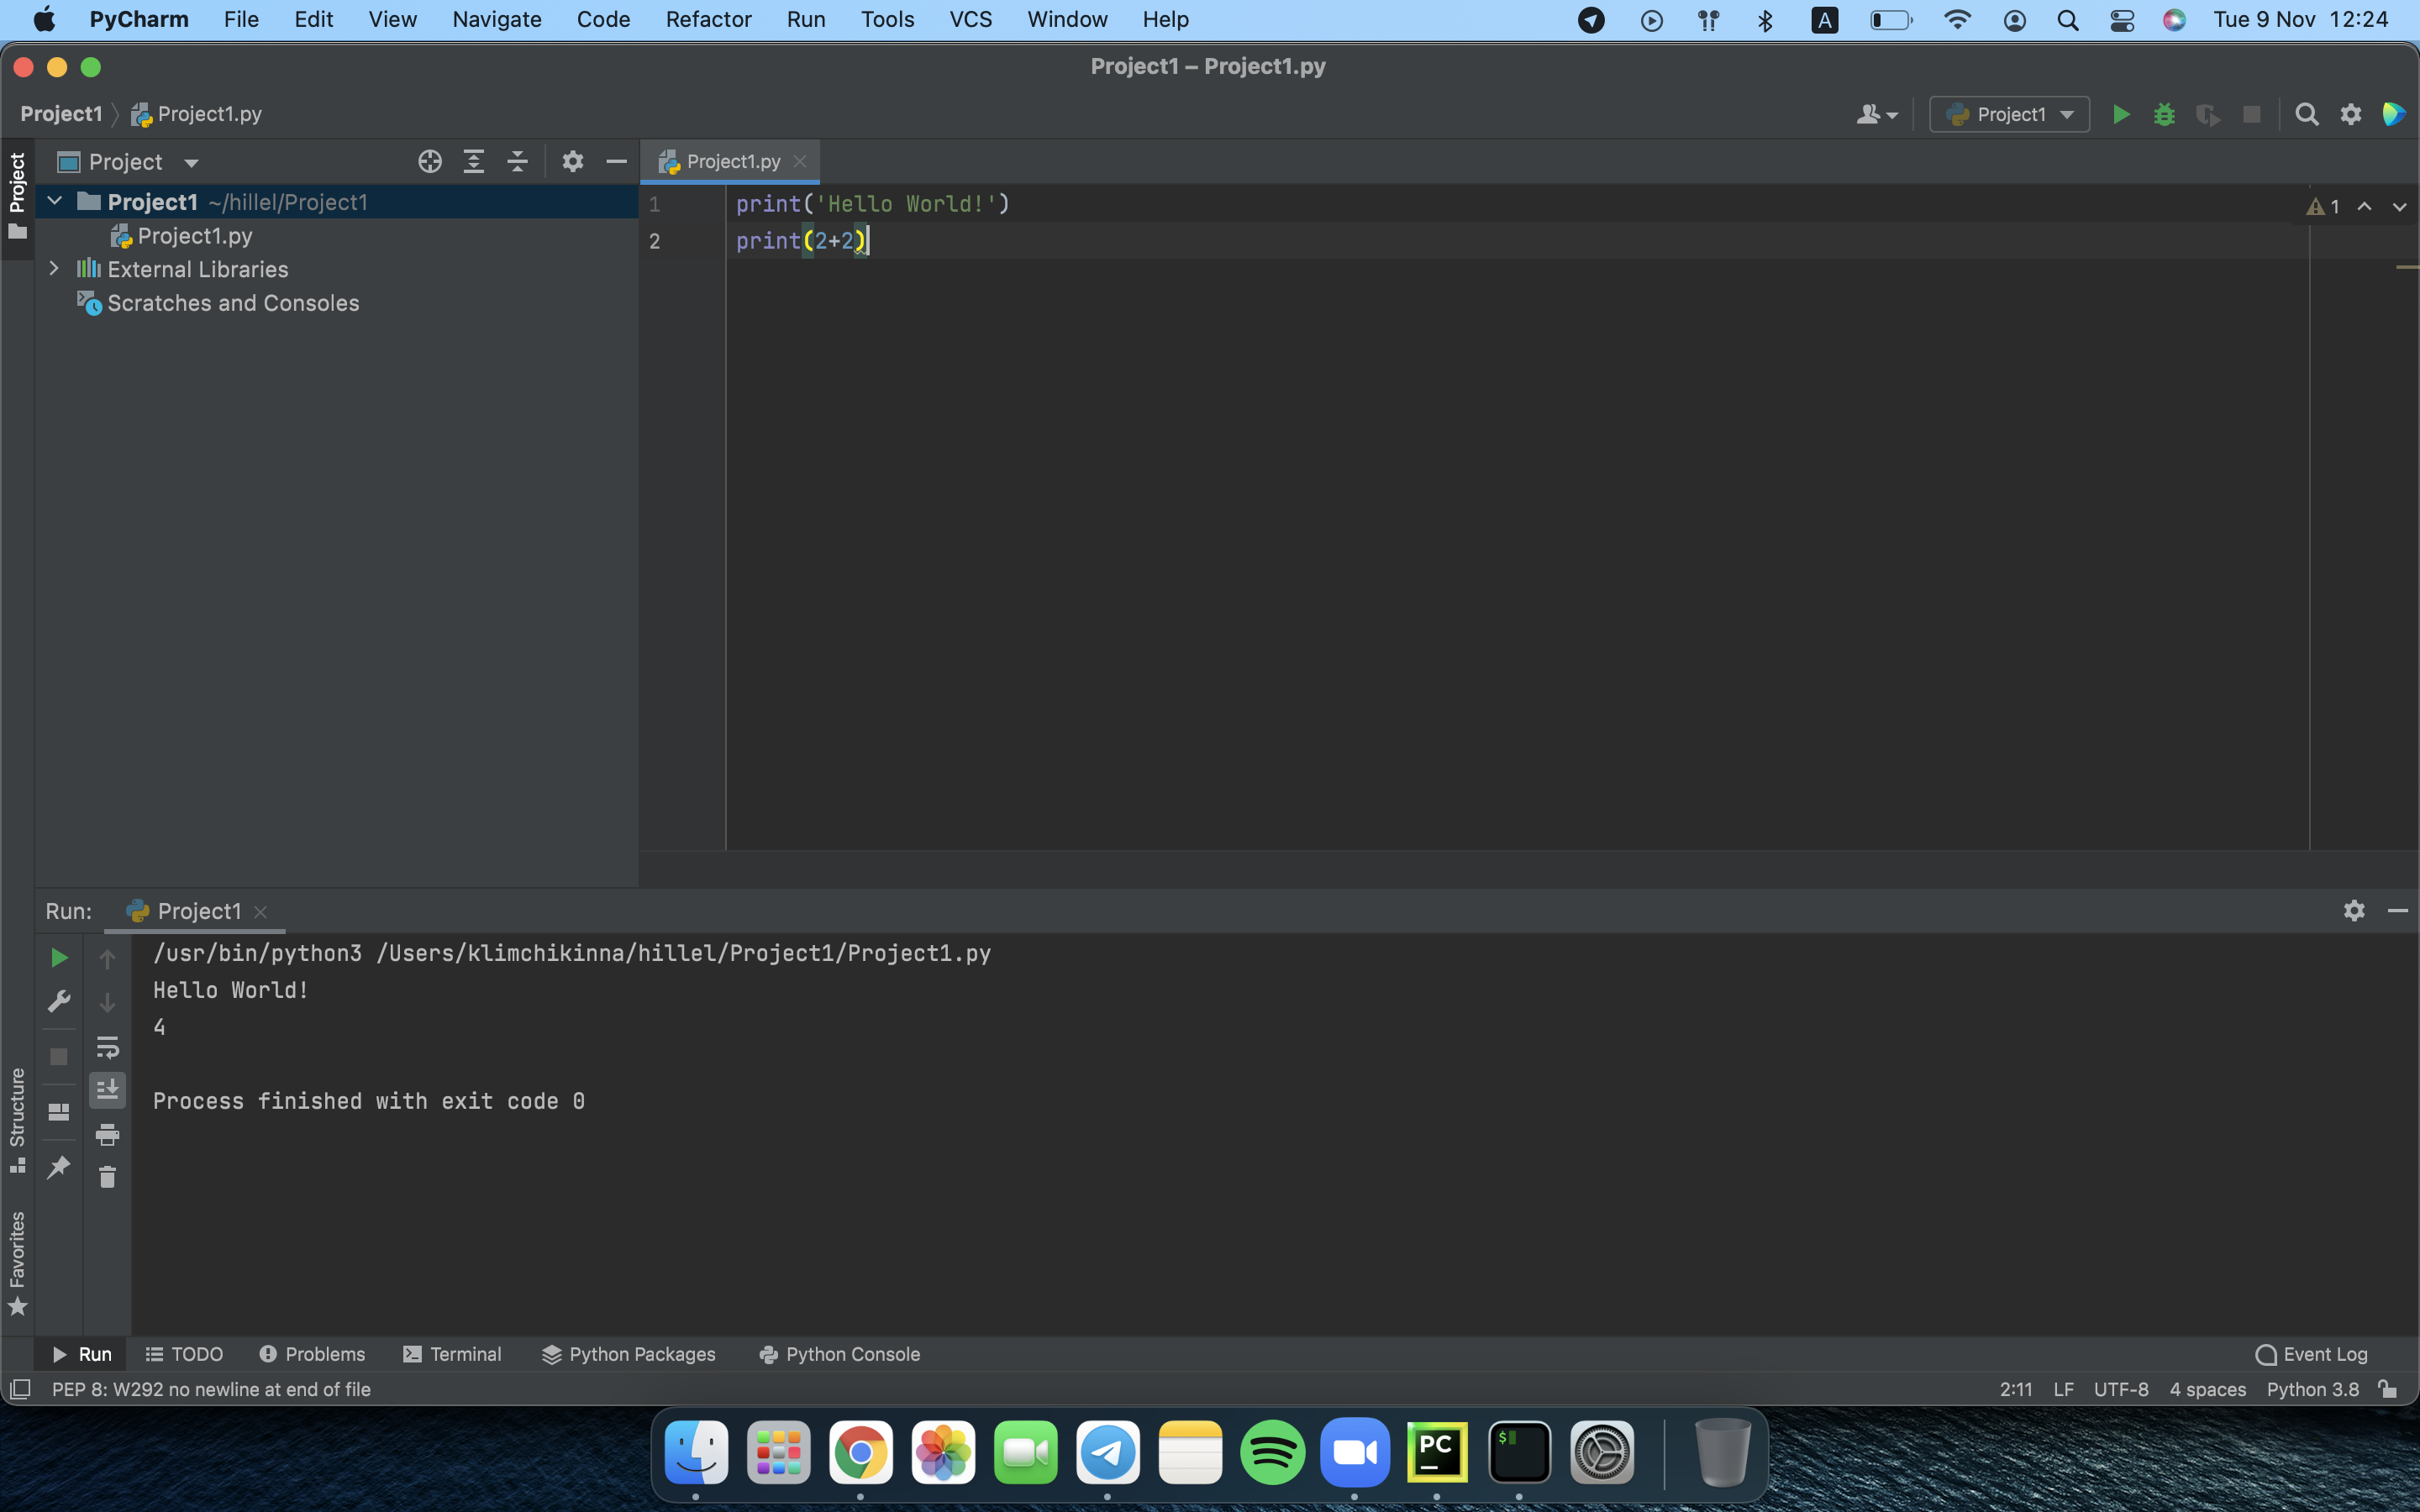 PyCharm File Edit View Navigate Code Refactor Run Tools VCS Window Help A Tue 9 Nov 12:24
Project1 – Project1.py
Project1 Project1.py Project1
Project
Project
Project1.py
Project1 ~/hillel/Project1
Project1.py
External Libraries
Scratches and Consoles
1 print('Hello World!')
2 print(2+2)
1
Run: Project1
/usr/bin/python3 /Users/klimchikinna/hillel/Project1/Project1.py
Hello World!
4
Process finished with exit code 0
Structure
Favorites
Run TODO Problems Terminal Python Packages Python Console Event Log
PEP 8: W292 no newline at end of file 2:11 LF UTF-8 4 spaces Python 3.8
PC
$